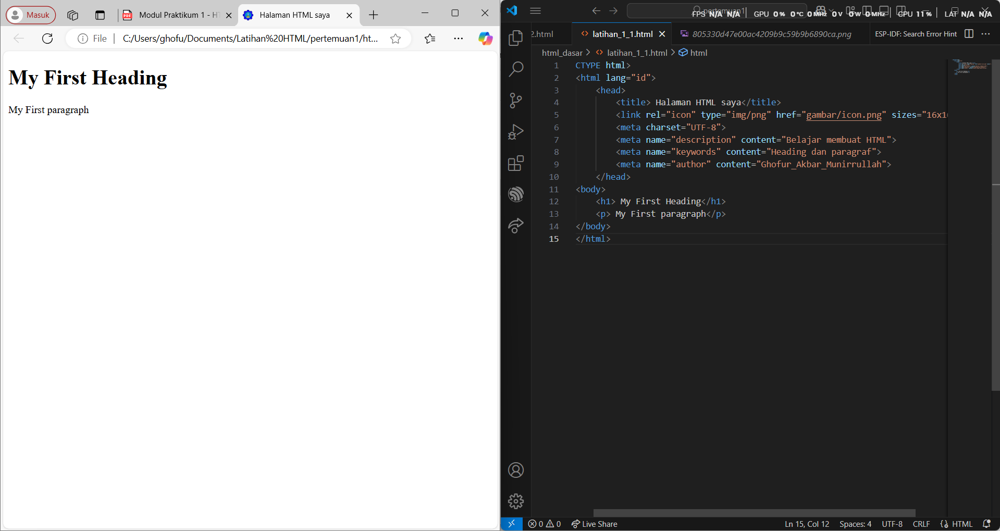 Masuk
Modul Praktikum 1 - HT
Halaman HTML saya
File
C:/Users/ghofu/Documents/Latihan%20HTML/pertemuan1/ht...
My First Heading
My First paragraph
pertemuan1
FPS N/A N/A GPU 0% 0°C 0MHz 0V 0W 0MHz CPU 11% LAT N/A N/A
2.html
latihan_1_1.html
805330d47e00ac4209b9c59b9b6890ca.png
ESP-IDF: Search Error Hint
html_dasar > latihan_1_1.html > html
1 CTYPE html>
2 <html lang="id">
3 <head>
4 <title> Halaman HTML saya</title>
5 <link rel="icon" type="img/png" href="gambar/icon.png" sizes="16x1
6 <meta charset="UTF-8">
7 <meta name="description" content="Belajar membuat HTML">
8 <meta name="keywords" content="Heading dan paragraf">
9 <meta name="author" content="Ghofur_Akbar_Munirrullah">
10 </head>
11 <body>
12 <h1> My First Heading</h1>
13 <p> My First paragraph</p>
14 </body>
15 </html>
0 0 Live Share
Ln 15, Col 12 Spaces: 4 UTF-8 CRLF HTML